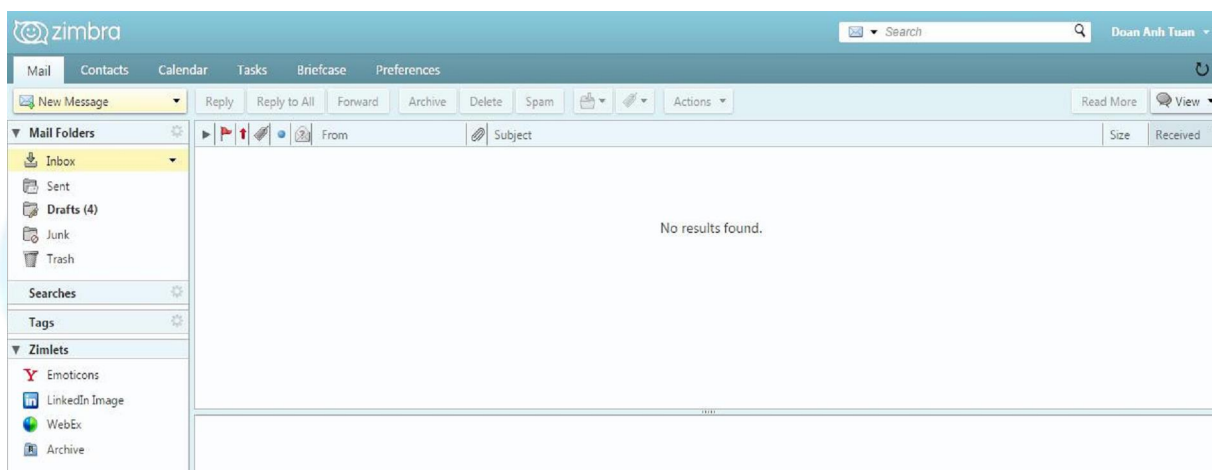 zimbra
Search
Doan Anh Tuan
Mail Contacts Calendar Tasks Briefcase Preferences
New Message Reply Reply to All Forward Archive Delete Spam Actions Read More View
Mail Folders
From Subject Size Received
Inbox
Sent
Drafts (4)
Junk
Trash
No results found.
Searches
Tags
Zimlets
Emoticons
LinkedIn Image
WebEx
Archive